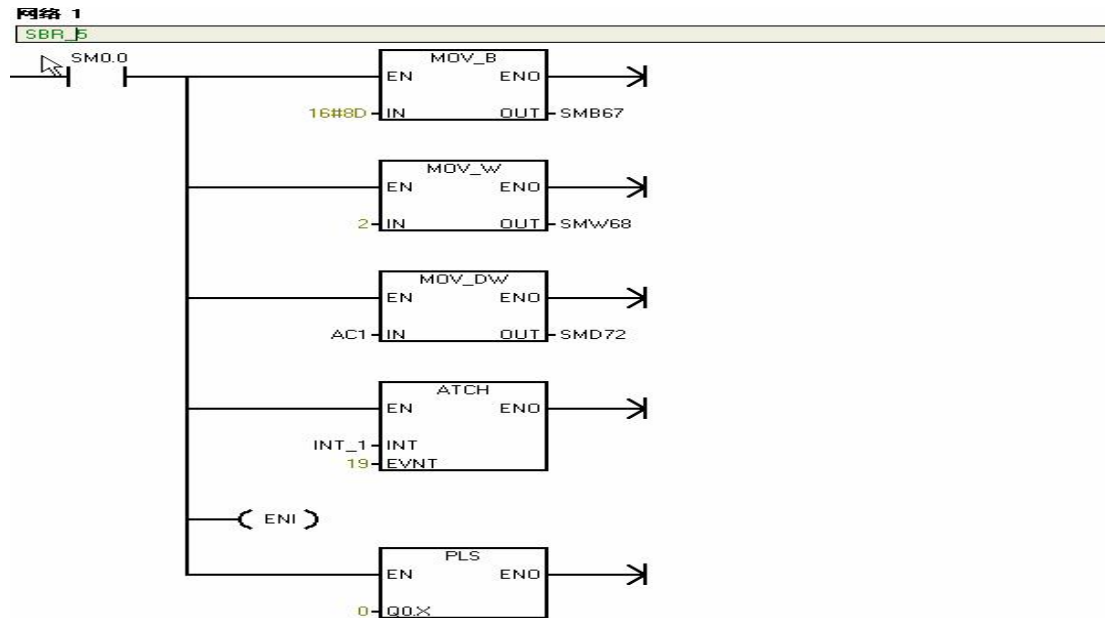 网络 1
SBR_5
SM0.0
MOV_B
EN ENO
16#8D IN OUT SMB67
MOV_W
EN ENO
2 IN OUT SMW68
MOV_DW
EN ENO
AC1 IN OUT SMD72
ATCH
EN ENO
INT_1 INT
19 EVNT
ENI
PLS
EN ENO
0 Q0.X